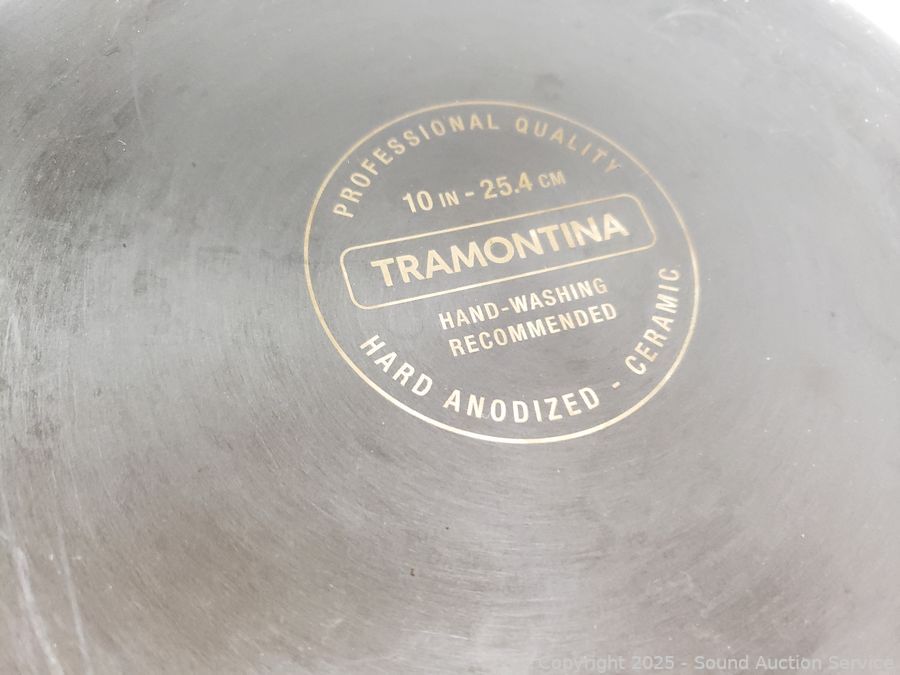 PROFESSIONAL QUALITY
10 IN - 25.4 CM
TRAMONTINA
HAND-WASHING
RECOMMENDED
HARD ANODIZED - CERAMIC
Copyright 2025 - Sound Auction Service